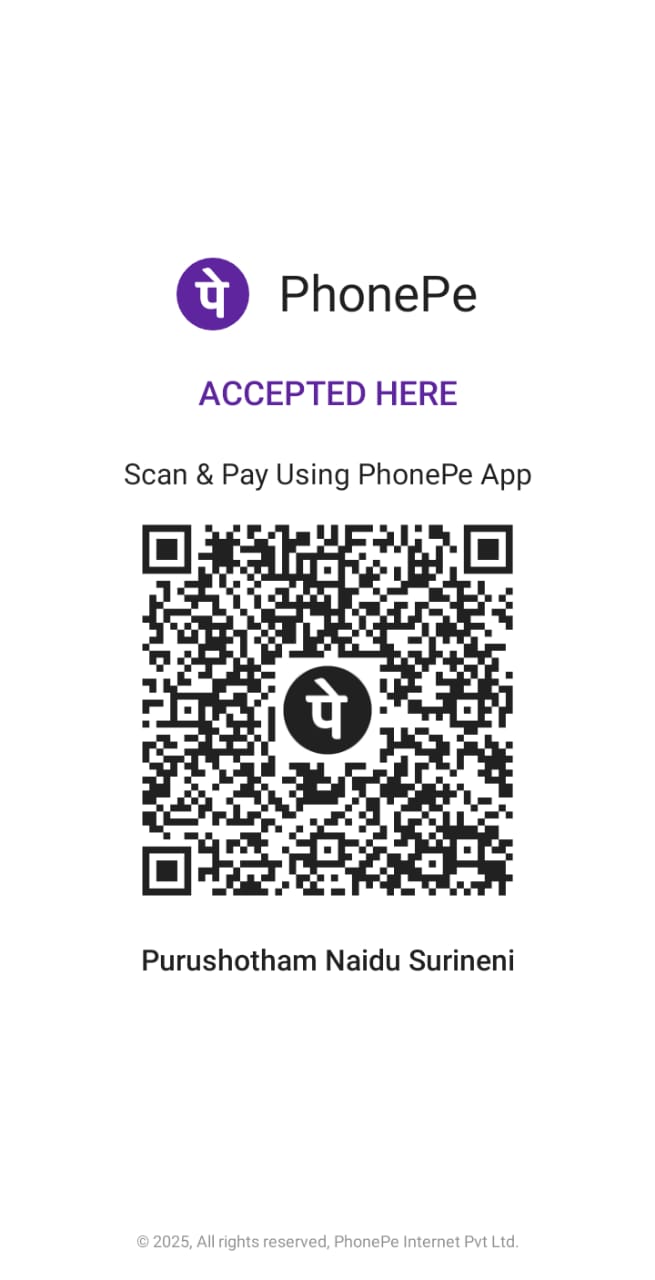 पे PhonePe
ACCEPTED HERE
Scan & Pay Using PhonePe App
पे
Purushotham Naidu Surineni
© 2025, All rights reserved, PhonePe Internet Pvt Ltd.